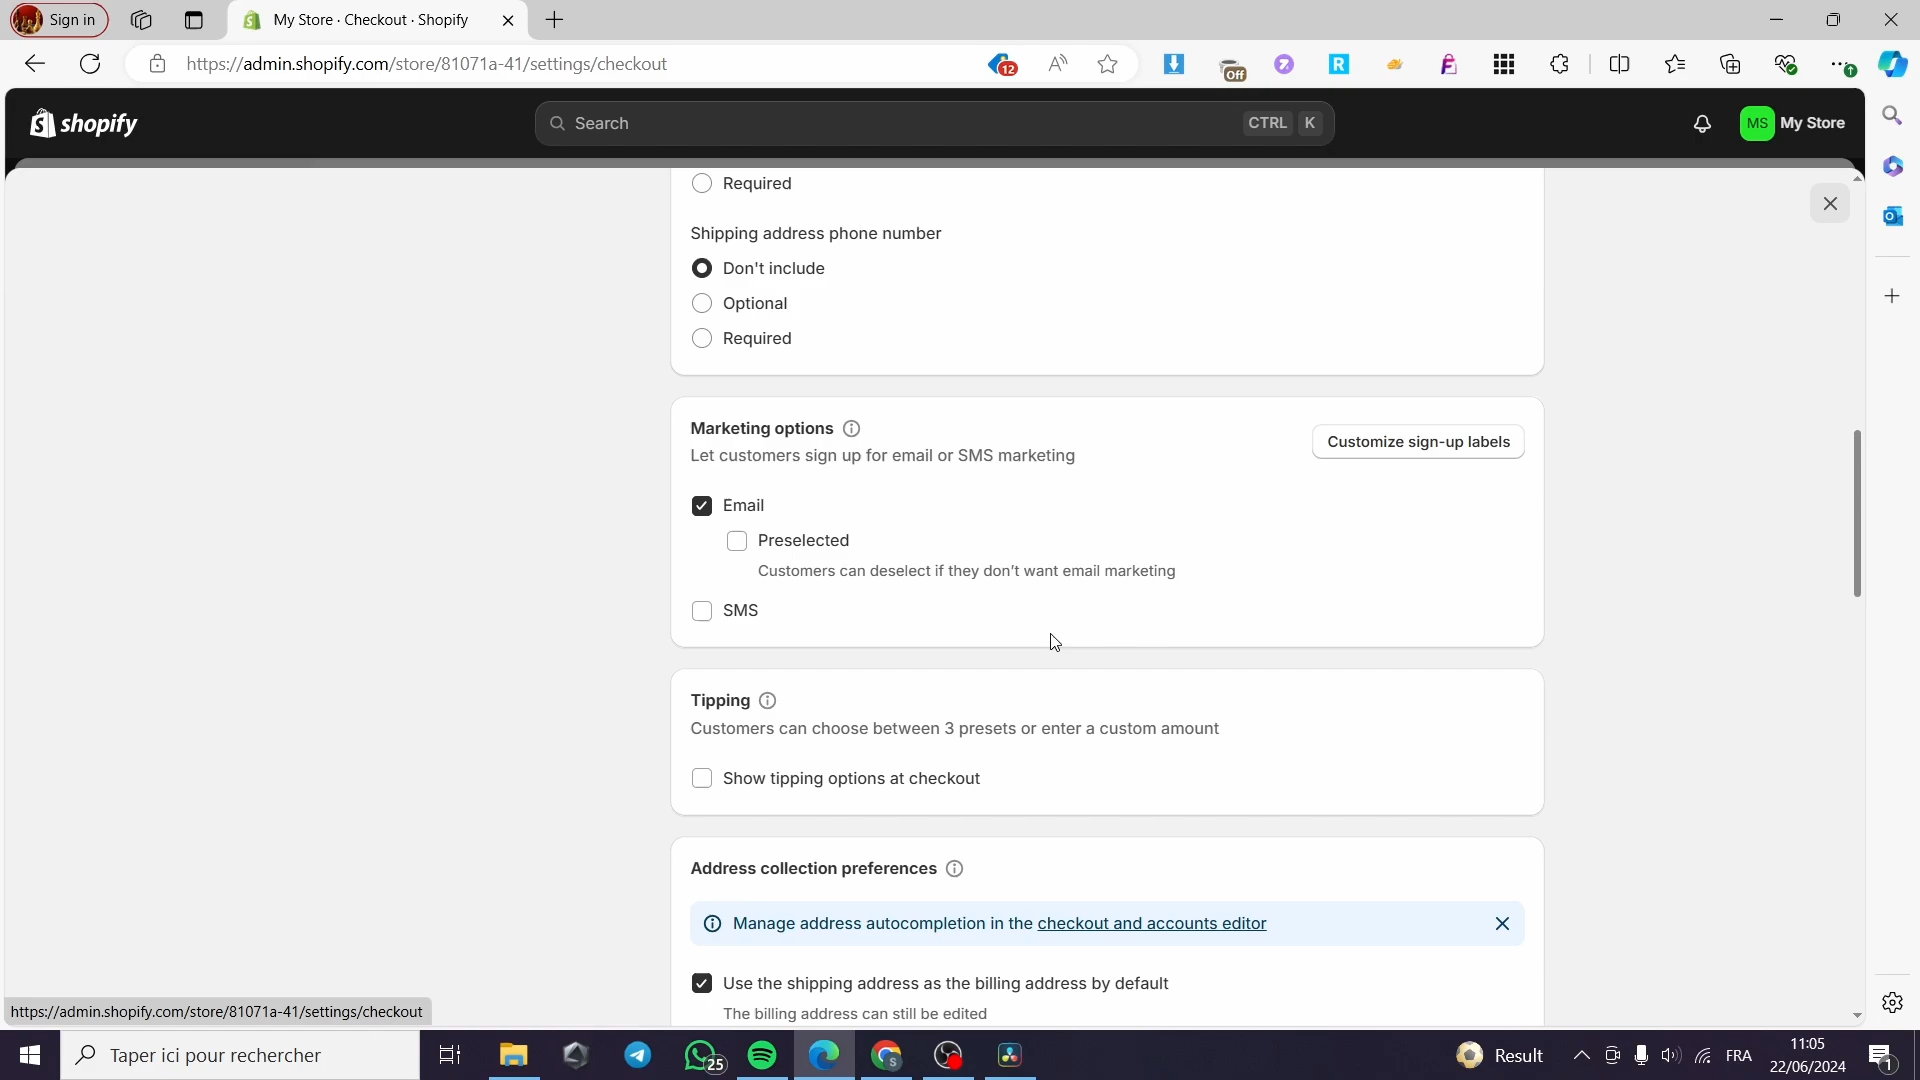 Sign in
My Store · Checkout · Shopify
https://admin.shopify.com/store/81071a-41/settings/checkout
12
Off
shopify
Search
CTRL K
MS
My Store
Required
Shipping address phone number
Don't include
Optional
Required
Marketing options
Let customers sign up for email or SMS marketing
Customize sign-up labels
Email
Preselected
Customers can deselect if they don't want email marketing
SMS
Tipping
Customers can choose between 3 presets or enter a custom amount
Show tipping options at checkout
Address collection preferences
Manage address autocompletion in the checkout and accounts editor
Use the shipping address as the billing address by default
The billing address can still be edited
https://admin.shopify.com/store/81071a-41/settings/checkout
Taper ici pour rechercher
25
Result
FRA
11:05
22/06/2024
1